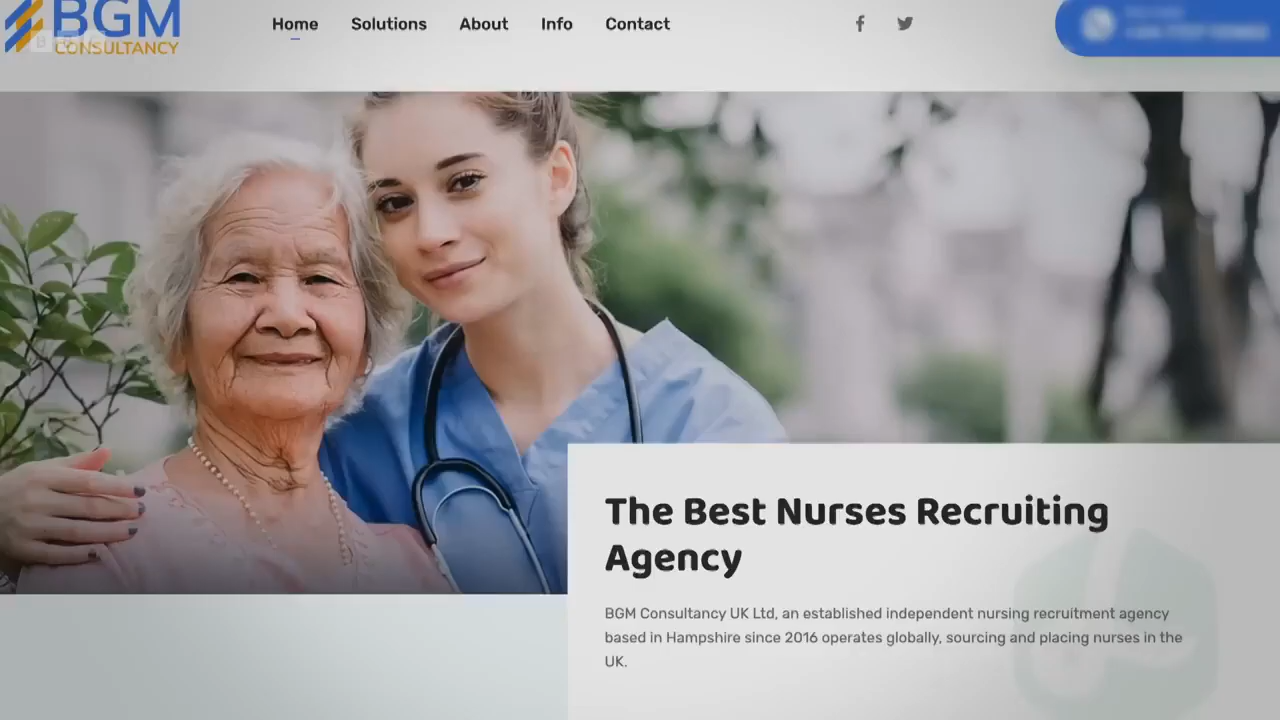 BGM
CONSULTANCY
Home Solutions About Info Contact
The Best Nurses Recruiting
Agency
BGM Consultancy UK Ltd, an established independent nursing recruitment agency
based in Hampshire since 2016 operates globally, sourcing and placing nurses in the
UK.